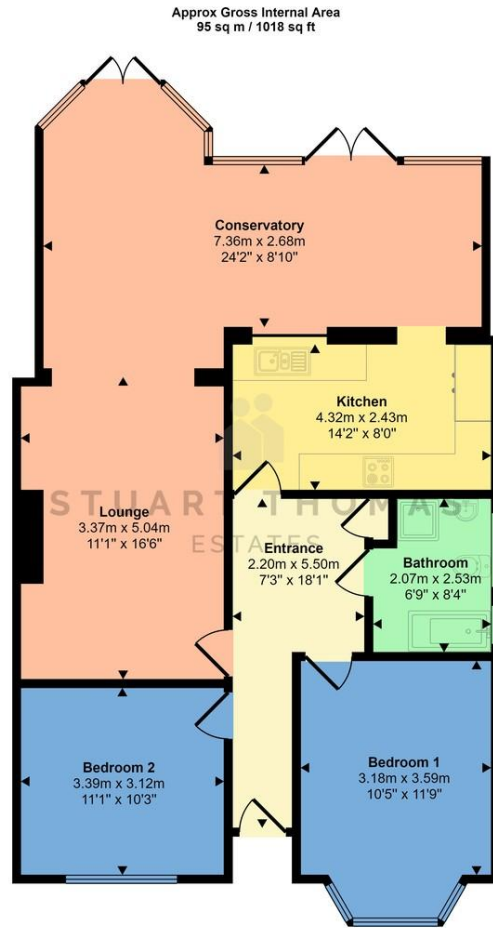 Approx Gross Internal Area
95 sq m / 1018 sq ft
Conservatory
7.36m x 2.68m
24'2" x 8'10"
Kitchen
4.32m x 2.43m
14'2" x 8'0"
STUART THOMAS
ESTATES
Lounge
3.37m x 5.04m
11'1" x 16'6"
Entrance
2.20m x 5.50m
7'3" x 18'1"
Bathroom
2.07m x 2.53m
6'9" x 8'4"
Bedroom 2
3.39m x 3.12m
11'1" x 10'3"
Bedroom 1
3.18m x 3.59m
10'5" x 11'9"